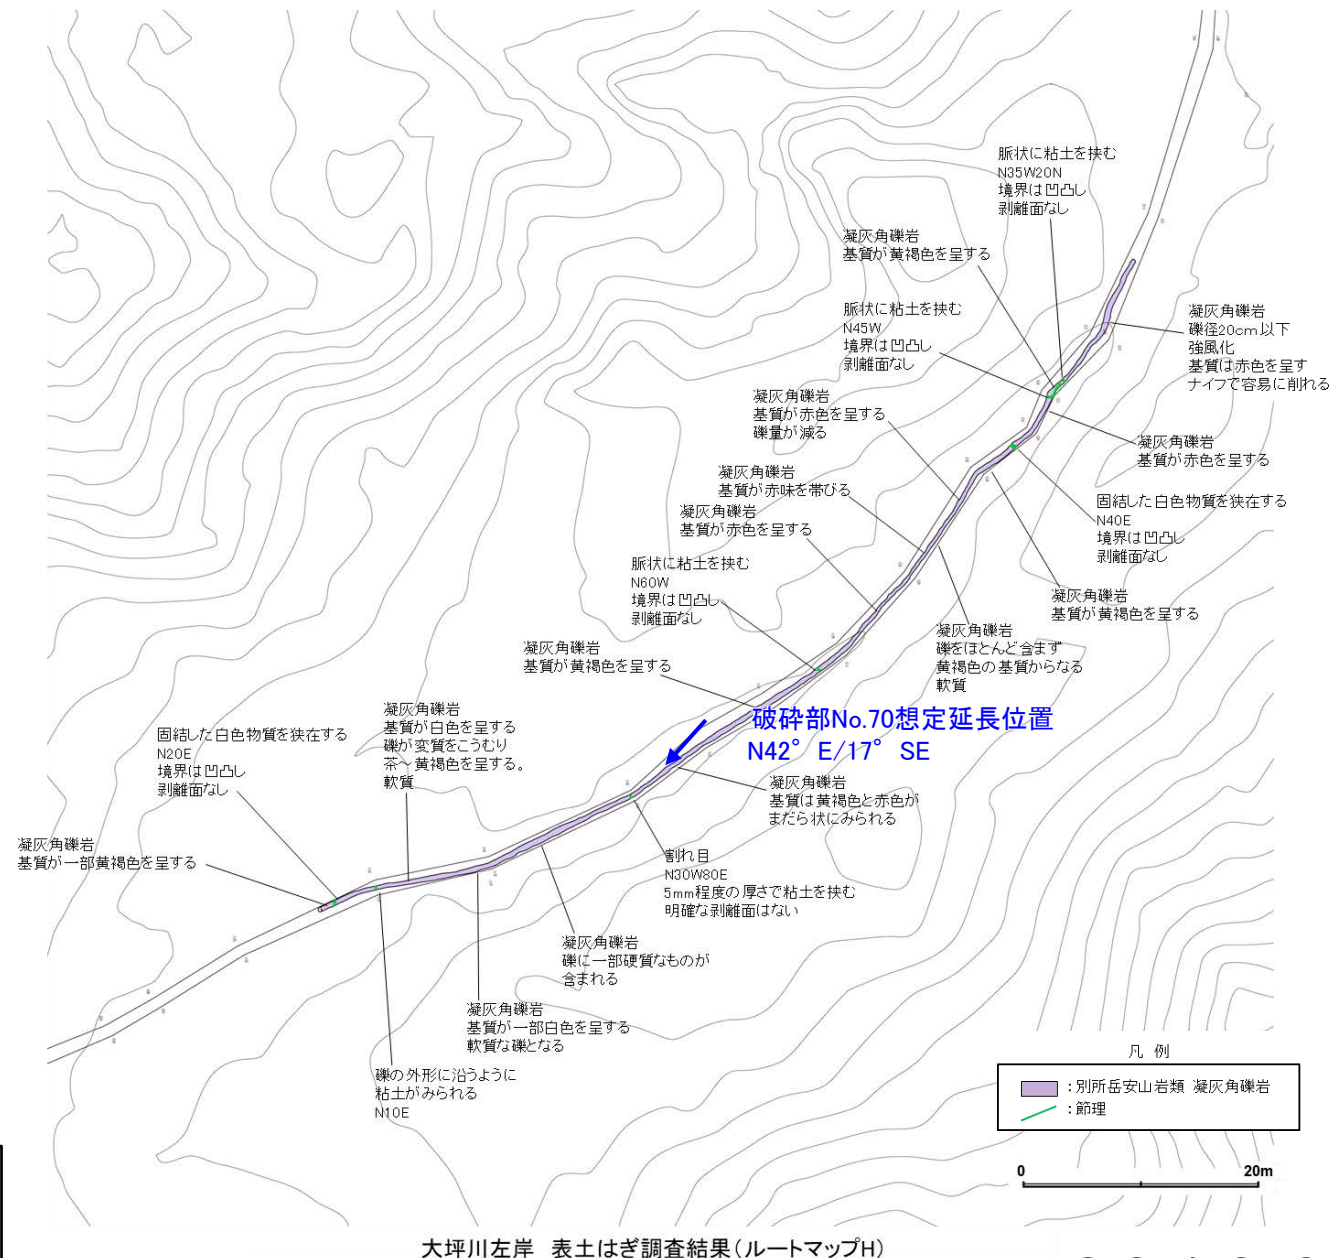 脈状に粘土を挟む
N35W20N
境界は凹凸し
剥離面なし
凝灰角礫岩
基質が黄褐色を呈する
脈状に粘土を挟む
N45W
境界は凹凸し
剥離面なし
凝灰角礫岩
礫径20cm以下
強風化
基質は赤色を呈す
ナイフで容易に削れる
凝灰角礫岩
基質が赤色を呈する
礫量が減る
凝灰角礫岩
基質が赤色を呈する
凝灰角礫岩
基質が赤味を帯びる
固結した白色物質を狭在する
N40E
境界は凹凸し
剥離面なし
凝灰角礫岩
基質が赤色を呈する
脈状に粘土を挟む
N60W
境界は凹凸し
剥離面なし
凝灰角礫岩
基質が黄褐色を呈する
凝灰角礫岩
礫をほとんど含まず
黄褐色の基質からなる
軟質
凝灰角礫岩
基質が黄褐色を呈する
破砕部No.70想定延長位置
N42°E/17°SE
凝灰角礫岩
基質が白色を呈する
礫が変質をこうむり
茶～黄褐色を呈する。
軟質
固結した白色物質を狭在する
N20E
境界は凹凸し
剥離面なし
凝灰角礫岩
基質は黄褐色と赤色が
まだら状にみられる
凝灰角礫岩
基質が一部黄褐色を呈する
割れ目
N30W80E
5mm程度の厚さで粘土を挟む
明確な剥離面はない
凝灰角礫岩
礫に一部硬質なものが
含まれる
凝灰角礫岩
基質が一部白色を呈する
軟質な礫となる
礫の外形に沿うように
粘土がみられる
N10E
凡 例
：別所岳安山岩類 凝灰角礫岩
：節理
0 20m
大坪川左岸 表土はぎ調査結果（ルートマップH）